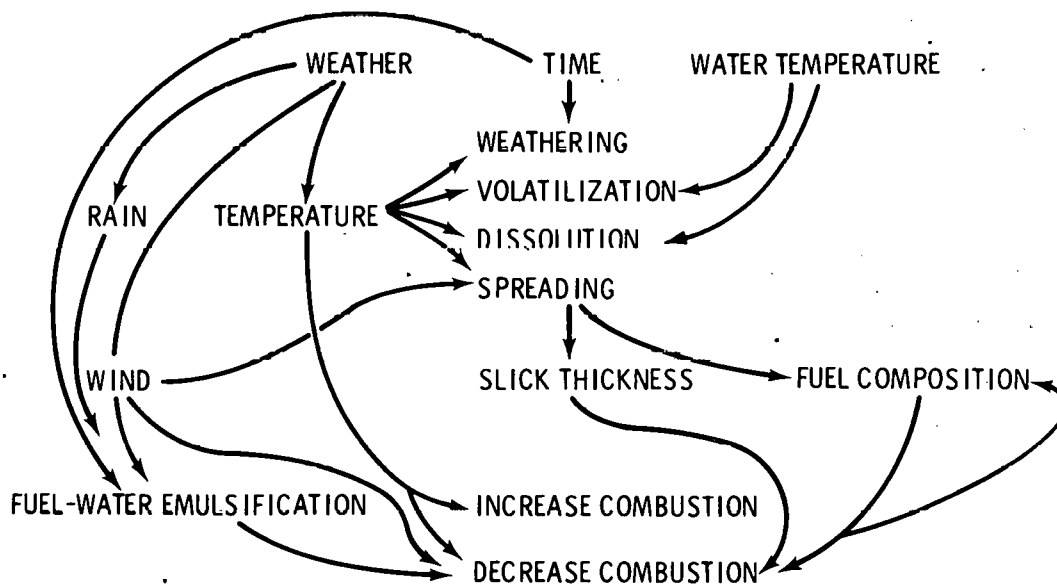 WEATHER TIME WATER TEMPERATURE
WEATHERING
VOLATILIZATION
RAIN TEMPERATURE
DISSOLUTION
SPREADING
WIND SLICK THICKNESS FUEL COMPOSITION
FUEL-WATER EMULSIFICATION INCREASE COMBUSTION
DECREASE COMBUSTION